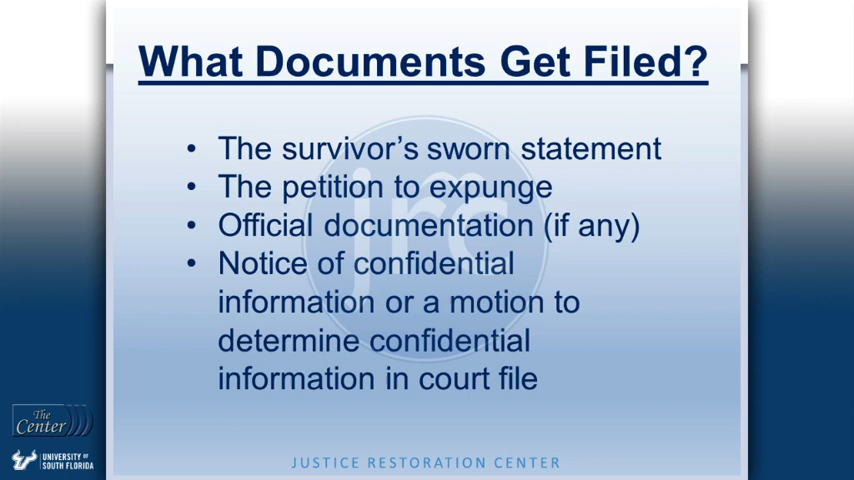 What Documents Get Filed?
jrc
• The survivor's sworn statement
• The petition to expunge
• Official documentation (if any)
• Notice of confidential
information or a motion to
determine confidential
information in court file
The
Center
UNIVERSITY OF
SOUTH FLORIDA
JUSTICE RESTORATION CENTER